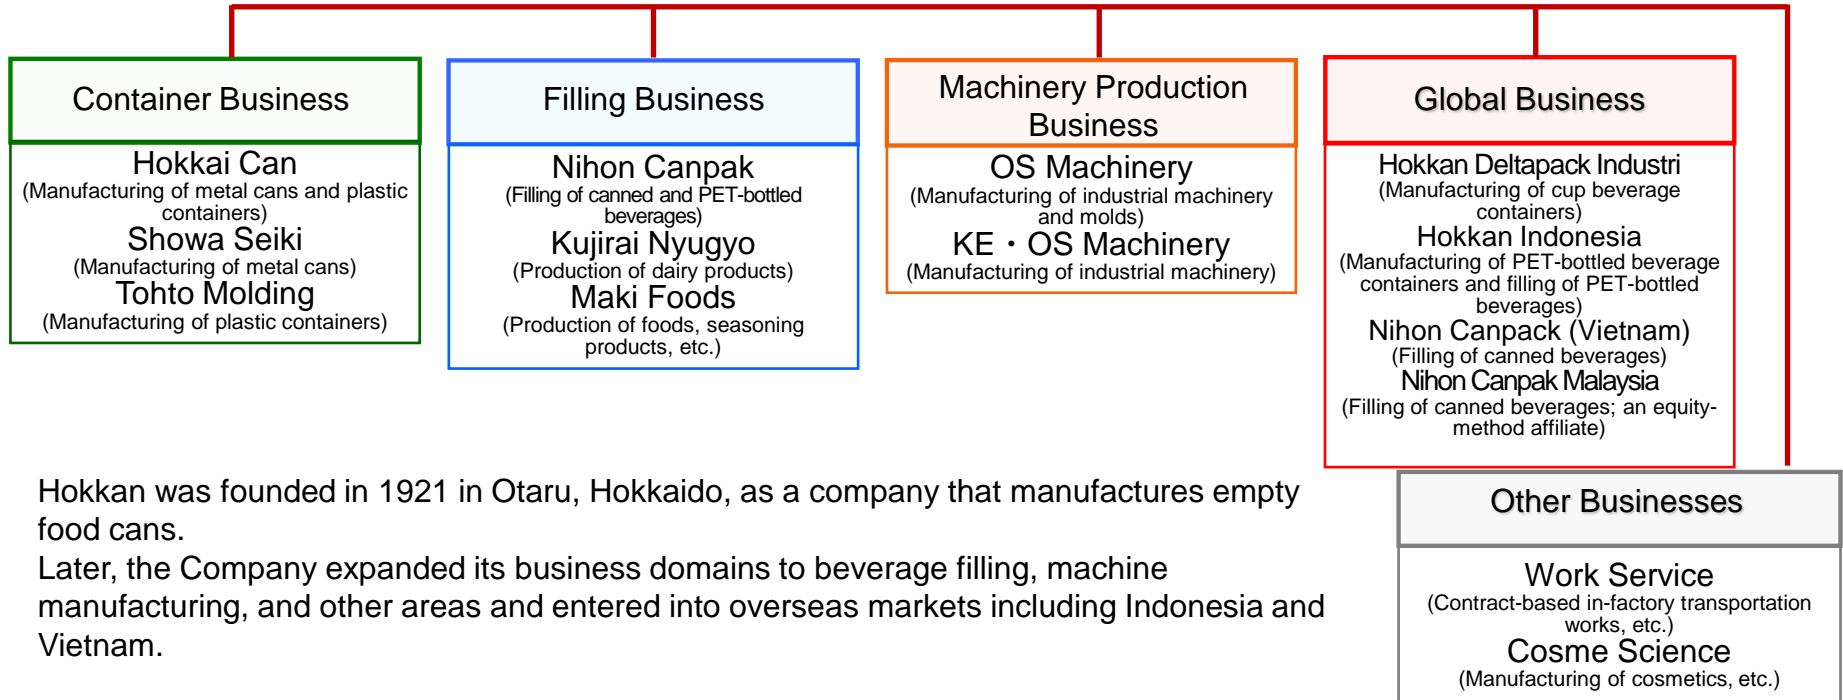 Container Business
Hokkai Can
(Manufacturing of metal cans and plastic
containers)
Showa Seiki
(Manufacturing of metal cans)
Tohto Molding
(Manufacturing of plastic containers)
Filling Business
Nihon Canpak
(Filling of canned and PET-bottled
beverages)
Kujirai Nyugyo
(Production of dairy products)
Maki Foods
(Production of foods, seasoning
products, etc.)
Machinery Production
Business
OS Machinery
(Manufacturing of industrial machinery
and molds)
KE・OS Machinery
(Manufacturing of industrial machinery)
Global Business
Hokkan Deltapack Industri
(Manufacturing of cup beverage
containers)
Hokkan Indonesia
(Manufacturing of PET-bottled beverage
containers and filling of PET-bottled
beverages)
Nihon Canpack (Vietnam)
(Filling of canned beverages)
Nihon Canpak Malaysia
(Filling of canned beverages; an equity-
method affiliate)
Other Businesses
Work Service
(Contract-based in-factory transportation
works, etc.)
Cosme Science
(Manufacturing of cosmetics, etc.)
Hokkan was founded in 1921 in Otaru, Hokkaido, as a company that manufactures empty
food cans.
Later, the Company expanded its business domains to beverage filling, machine
manufacturing, and other areas and entered into overseas markets including Indonesia and
Vietnam.